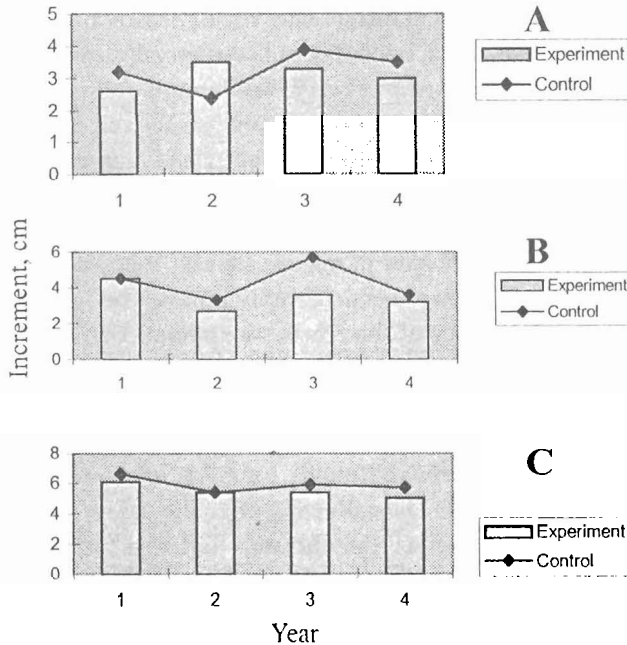 A
5
4
3
2
1
0
1 2 3 4
Experiment
Control
B
6
4
2
0
1 2 3 4
Experiment
Control
C
8
6
4
2
0
1 2 3 4
Experiment
Control
Increment, cm
Year